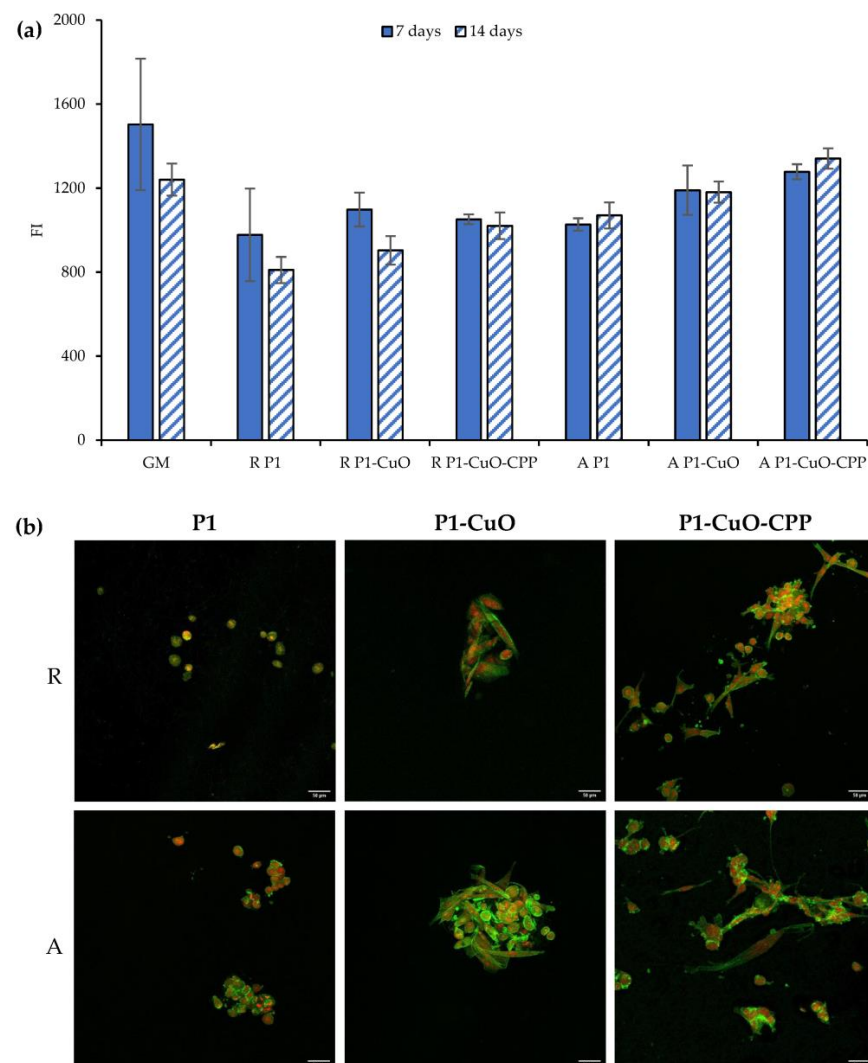 (a)
7 days 14 days
2000
1600
1200
800
400
0
FI
GM R P1 R P1-CuO R P1-CuO-CPP A P1 A P1-CuO A P1-CuO-CPP
(b)
P1 P1-CuO P1-CuO-CPP
R
A